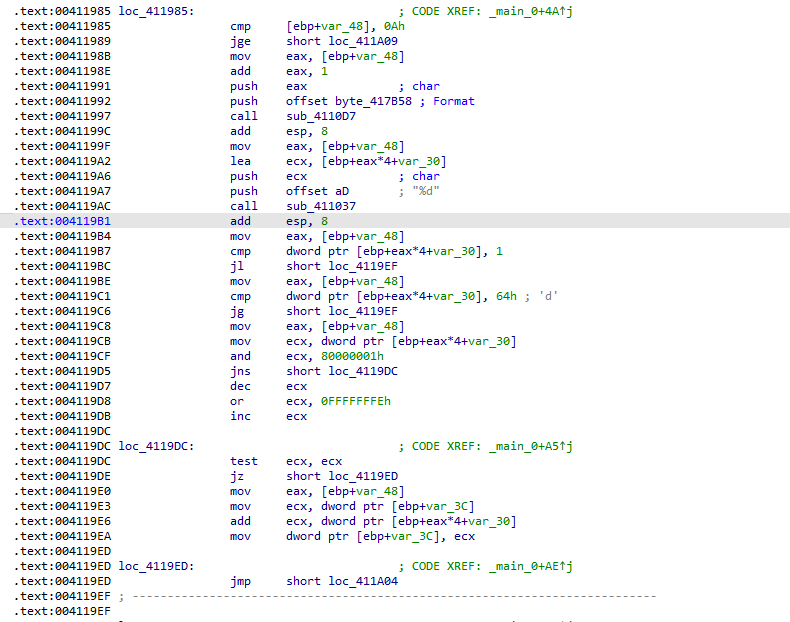 .text:00411985 loc_411985: ; CODE XREF: _main_0+4A↑j
.text:00411985 cmp [ebp+var_48], 0Ah
.text:00411989 jge short loc_411A09
.text:0041198B mov eax, [ebp+var_48]
.text:0041198E add eax, 1
.text:00411991 push eax ; char
.text:00411992 push offset byte_417B58 ; Format
.text:00411997 call sub_4110D7
.text:0041199C add esp, 8
.text:0041199F mov eax, [ebp+var_48]
.text:004119A2 lea ecx, [ebp+eax*4+var_30]
.text:004119A6 push ecx ; char
.text:004119A7 push offset aD ; "%d"
.text:004119AC call sub_411037
.text:004119B1 add esp, 8
.text:004119B4 mov eax, [ebp+var_48]
.text:004119B7 cmp dword ptr [ebp+eax*4+var_30], 1
.text:004119BC jl short loc_4119EF
.text:004119BE mov eax, [ebp+var_48]
.text:004119C1 cmp dword ptr [ebp+eax*4+var_30], 64h ; 'd'
.text:004119C6 jg short loc_4119EF
.text:004119C8 mov eax, [ebp+var_48]
.text:004119CB mov ecx, dword ptr [ebp+eax*4+var_30]
.text:004119CF and ecx, 80000001h
.text:004119D5 jns short loc_4119DC
.text:004119D7 dec ecx
.text:004119D8 or ecx, 0FFFFFFFEh
.text:004119DB inc ecx
.text:004119DC
.text:004119DC loc_4119DC: ; CODE XREF: _main_0+A5↑j
.text:004119DC test ecx, ecx
.text:004119DE jz short loc_4119ED
.text:004119E0 mov eax, [ebp+var_48]
.text:004119E3 mov ecx, dword ptr [ebp+var_3C]
.text:004119E6 add ecx, dword ptr [ebp+eax*4+var_30]
.text:004119EA mov dword ptr [ebp+var_3C], ecx
.text:004119ED
.text:004119ED loc_4119ED: ; CODE XREF: _main_0+AE↑j
.text:004119ED jmp short loc_411A04
.text:004119EF ; ---------------------------------------------------------------------------
.text:004119EF